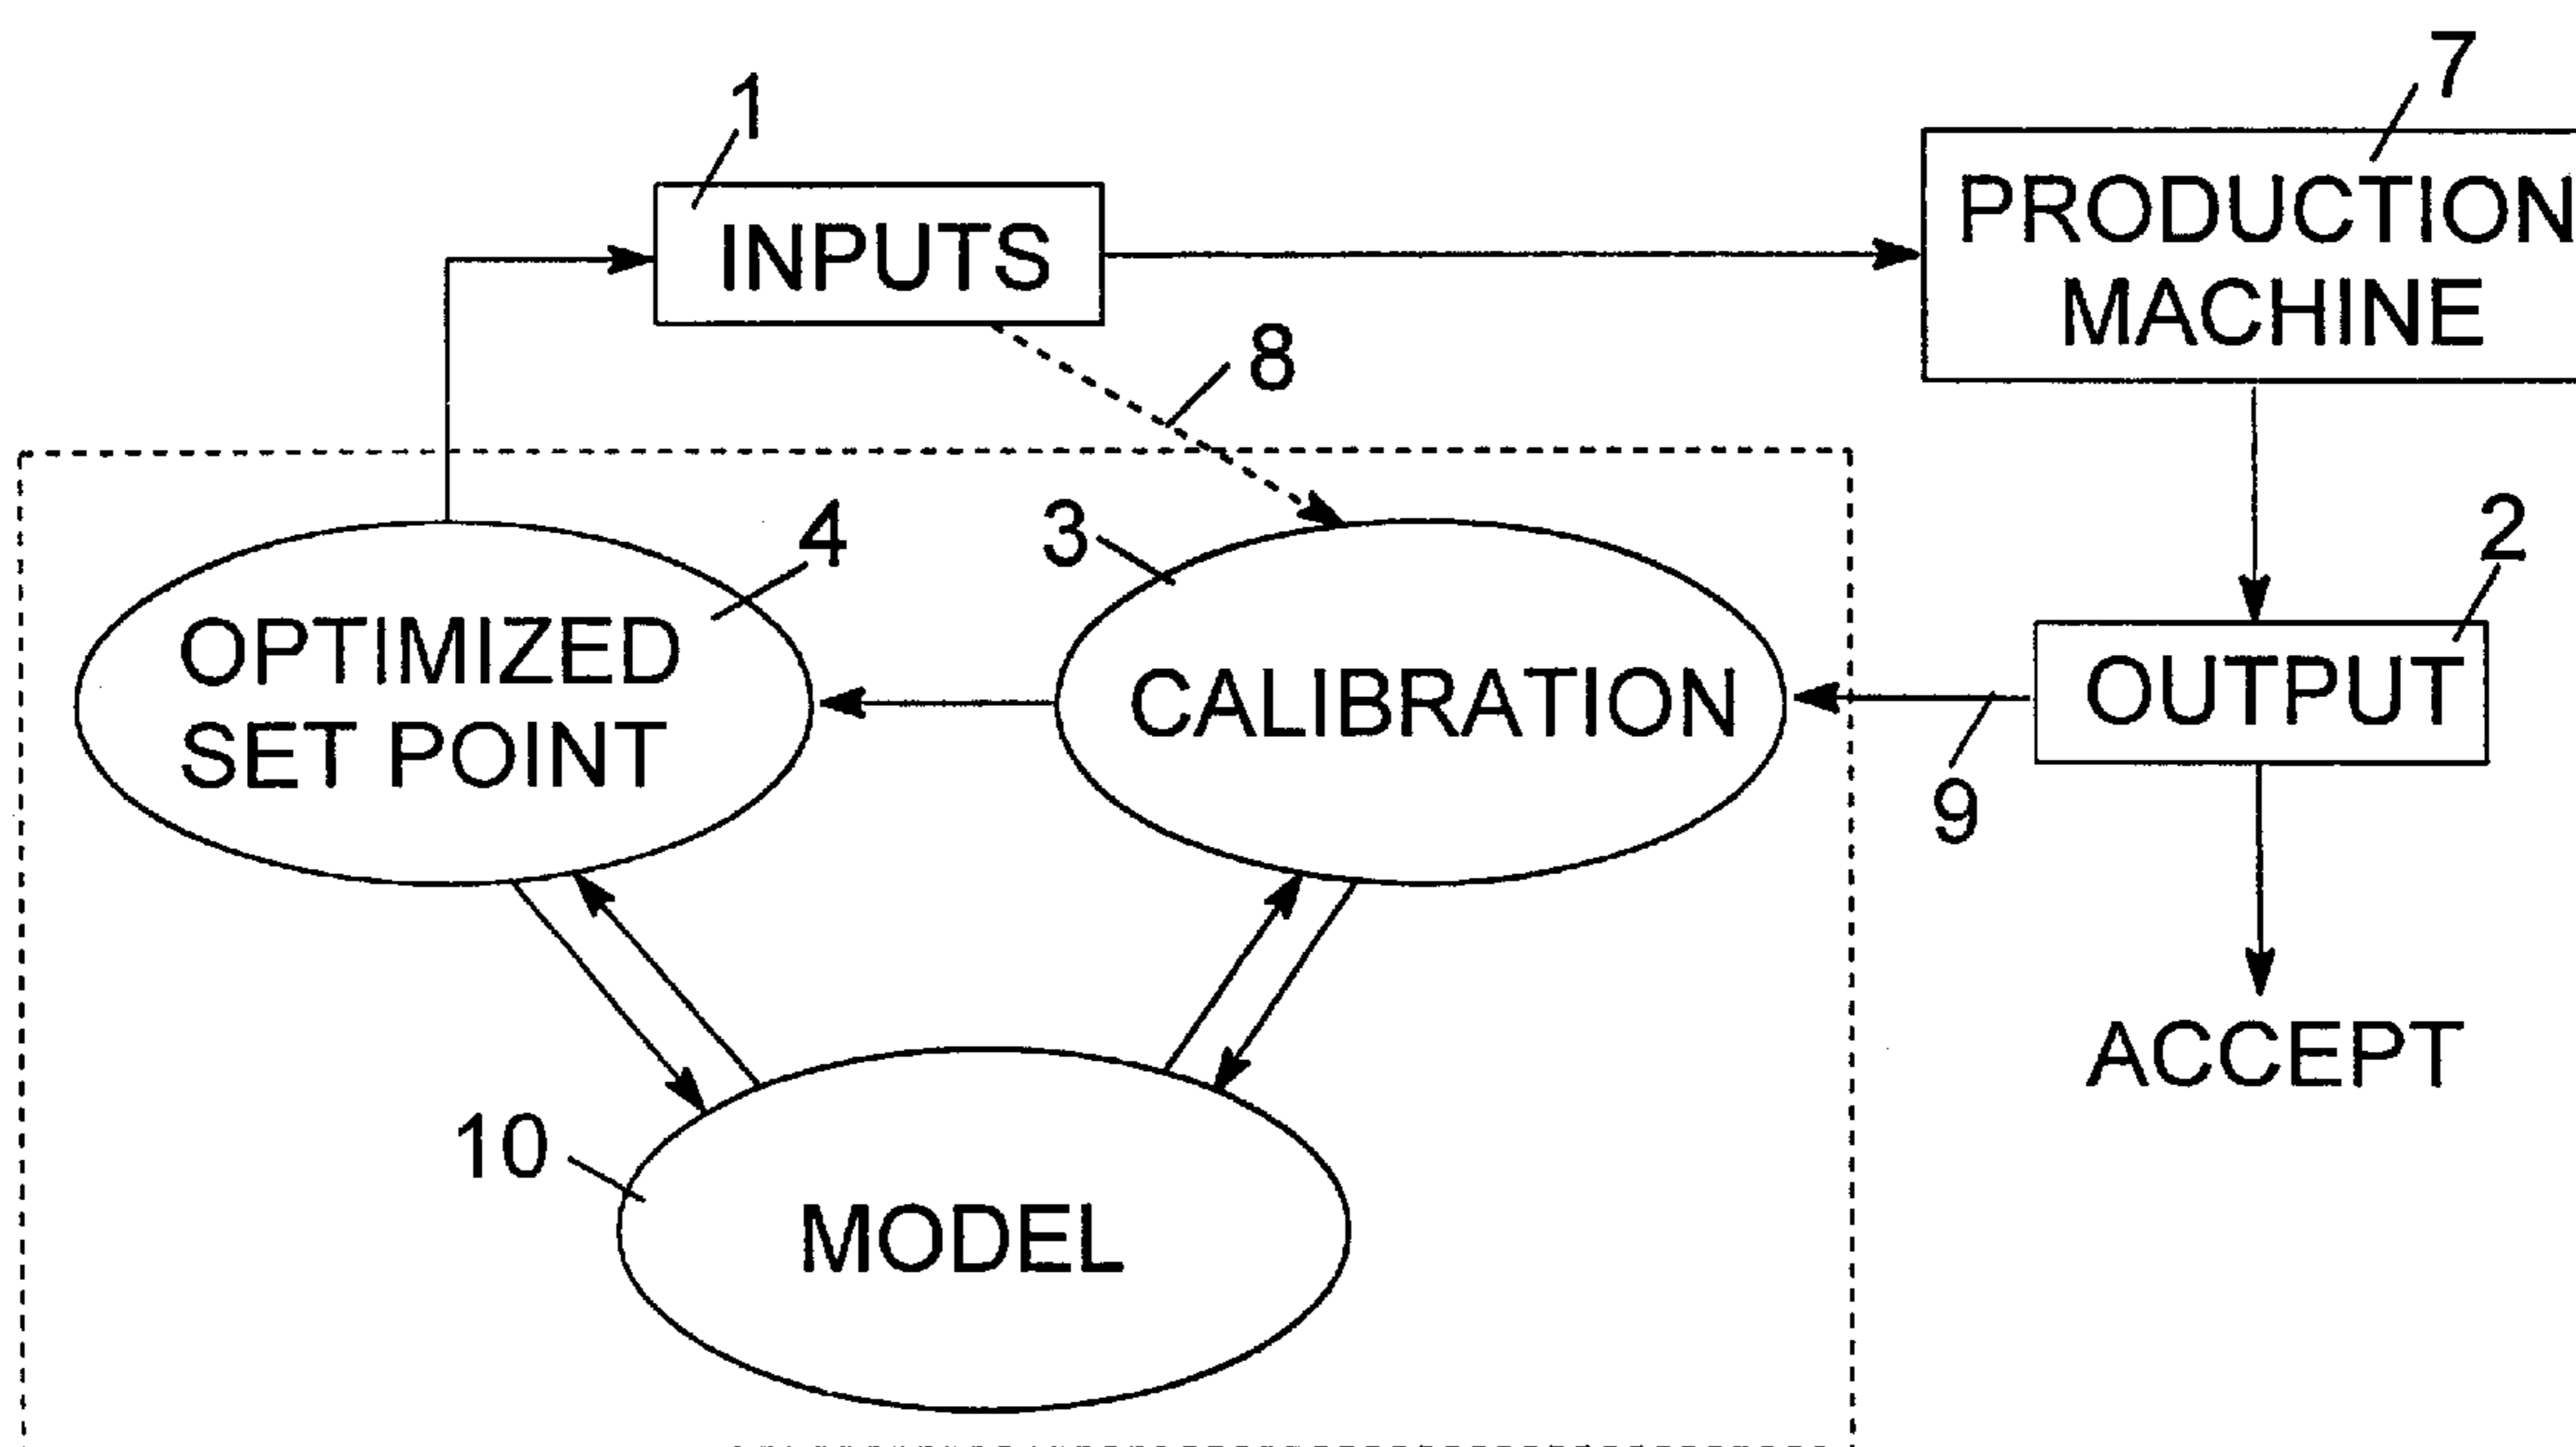 7
1
PRODUCTION
MACHINE
INPUTS
8
4
3
2
OPTIMIZED
SET POINT
CALIBRATION
OUTPUT
9
ACCEPT
10
MODEL